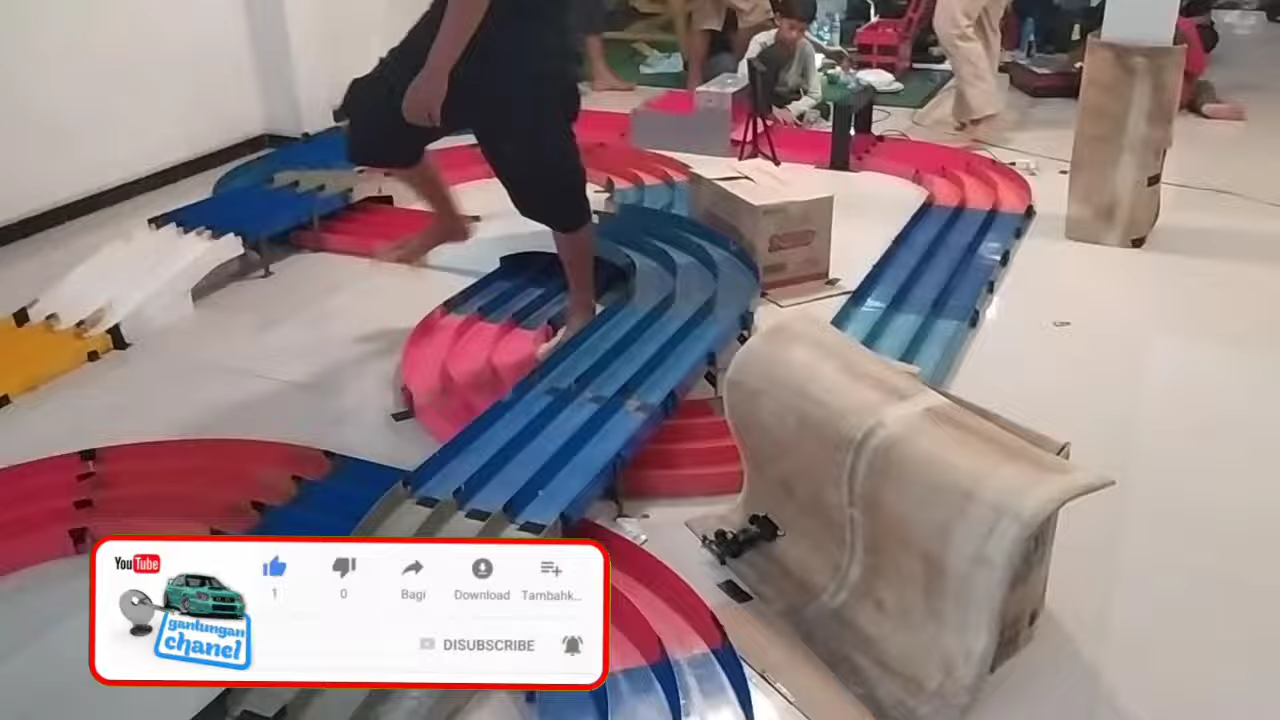 YouTube
1
0
Bagi
Download
Tambahk...
gantungan
chanel
DISUBSCRIBE